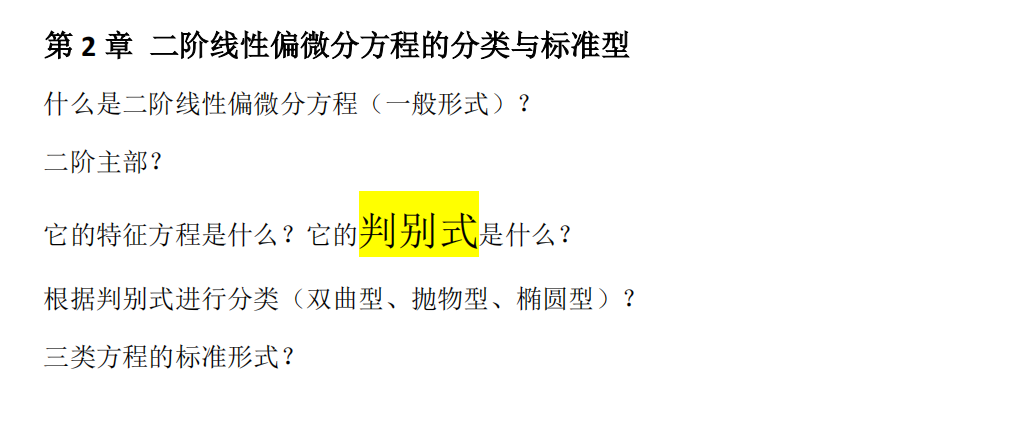 第 2 章 二阶线性偏微分方程的分类与标准型
什么是二阶线性偏微分方程（一般形式）？
二阶主部？
它的特征方程是什么？它的判别式是什么？
根据判别式进行分类（双曲型、抛物型、椭圆型）？
三类方程的标准形式？